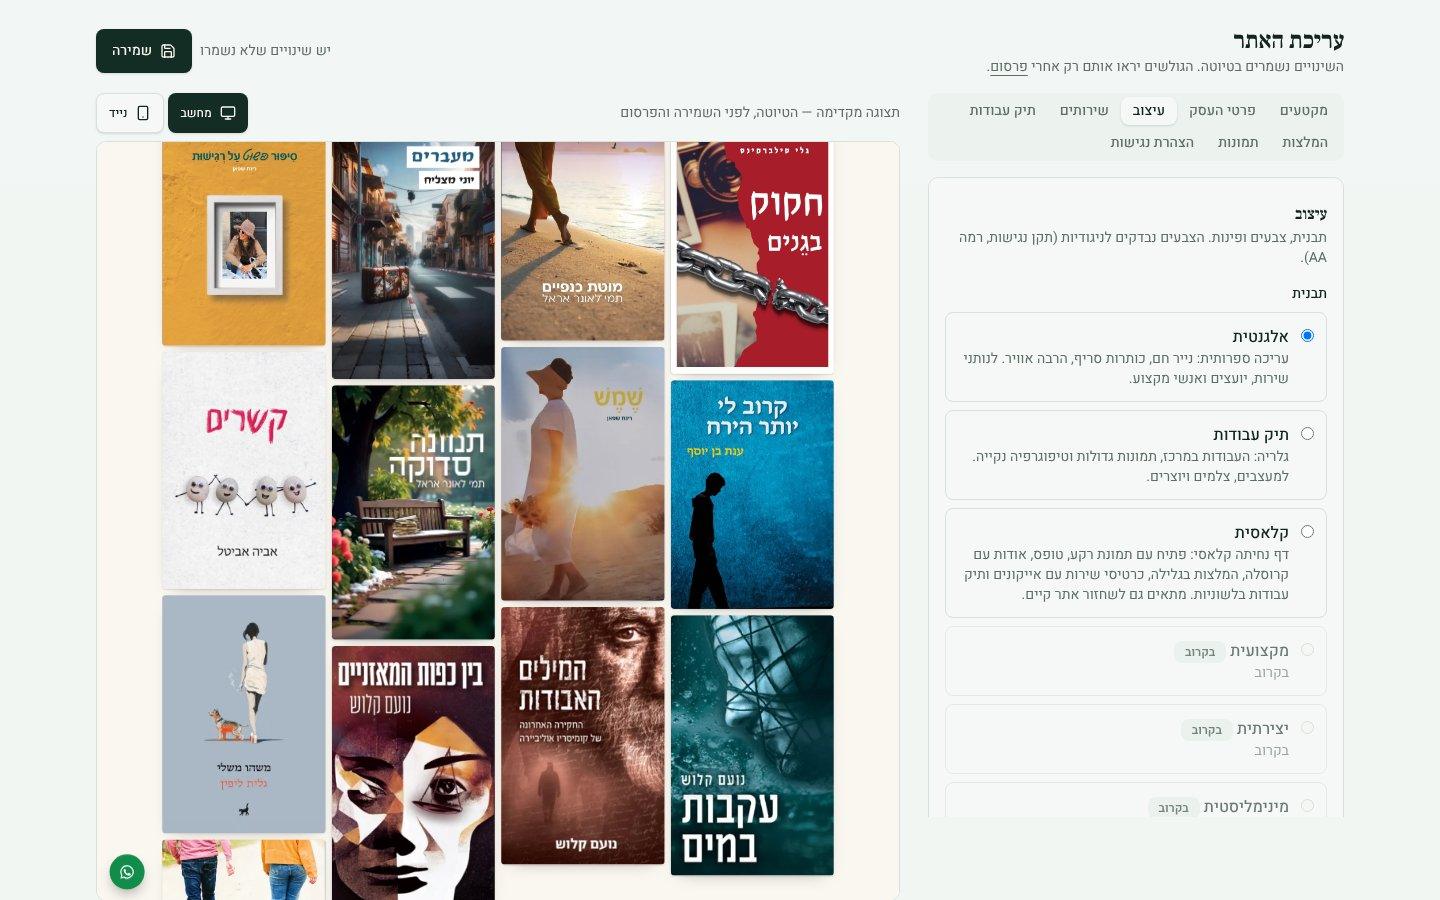 עריכת האתר
השינויים נשמרים בטיוטה. הגולשים יראו אותם רק אחרי פרסום.
יש שינויים שלא נשמרו
שמירה
מקטעים
פרטי העסק
עיצוב
שירותים
תיק עבודות
המלצות
תמונות
הצהרת נגישות
עיצוב
תבנית, צבעים ופינות. הצבעים נבדקים לניגודיות (תקן נגישות, רמה
AA).
תבנית
אלגנטית
עריכה ספרותית: נייר חם, כותרות סריף, הרבה אוויר. לנותני
שירות, יועצים ואנשי מקצוע.
תיק עבודות
גלריה: העבודות במרכז, תמונות גדולות וטיפוגרפיה נקייה.
למעצבים, צלמים ויוצרים.
קלאסית
דף נחיתה קלאסי: פתיח עם תמונת רקע, טופס, אודות עם
קרוסלה, המלצות בגלילה, כרטיסי שירות עם אייקונים ותיק
עבודות בלשוניות. מתאים גם לשחזור אתר קיים.
מקצועית בקרוב
בקרוב
יצירתית בקרוב
בקרוב
מינימליסטית בקרוב
תצוגה מקדימה — הטיוטה, לפני השמירה והפרסום
מחשב
נייד
גלי סילברסטיגס
חקוק
בגנים
קרוב לי
יותר הירח
ענת בן יוסף
נועם קלוש
עקבות
במים
מוטת כנפיים
תמי לאונר אראל
שֶׁמֶשׁ
רינת שפאן
המילים
האבודות
החקירה האחרונה
של קומיסריו אוליביירה
נועם קלוש
מעברים
יוני מצליח
תמונה
סדוקה
תמי לאונר אראל
בין כפות המאזניים
נועם קלוש
סיפור פשוט על רגישות
רינת שפאן
קשרים
אביה אביטל
משהו משלי
גלית ליפין